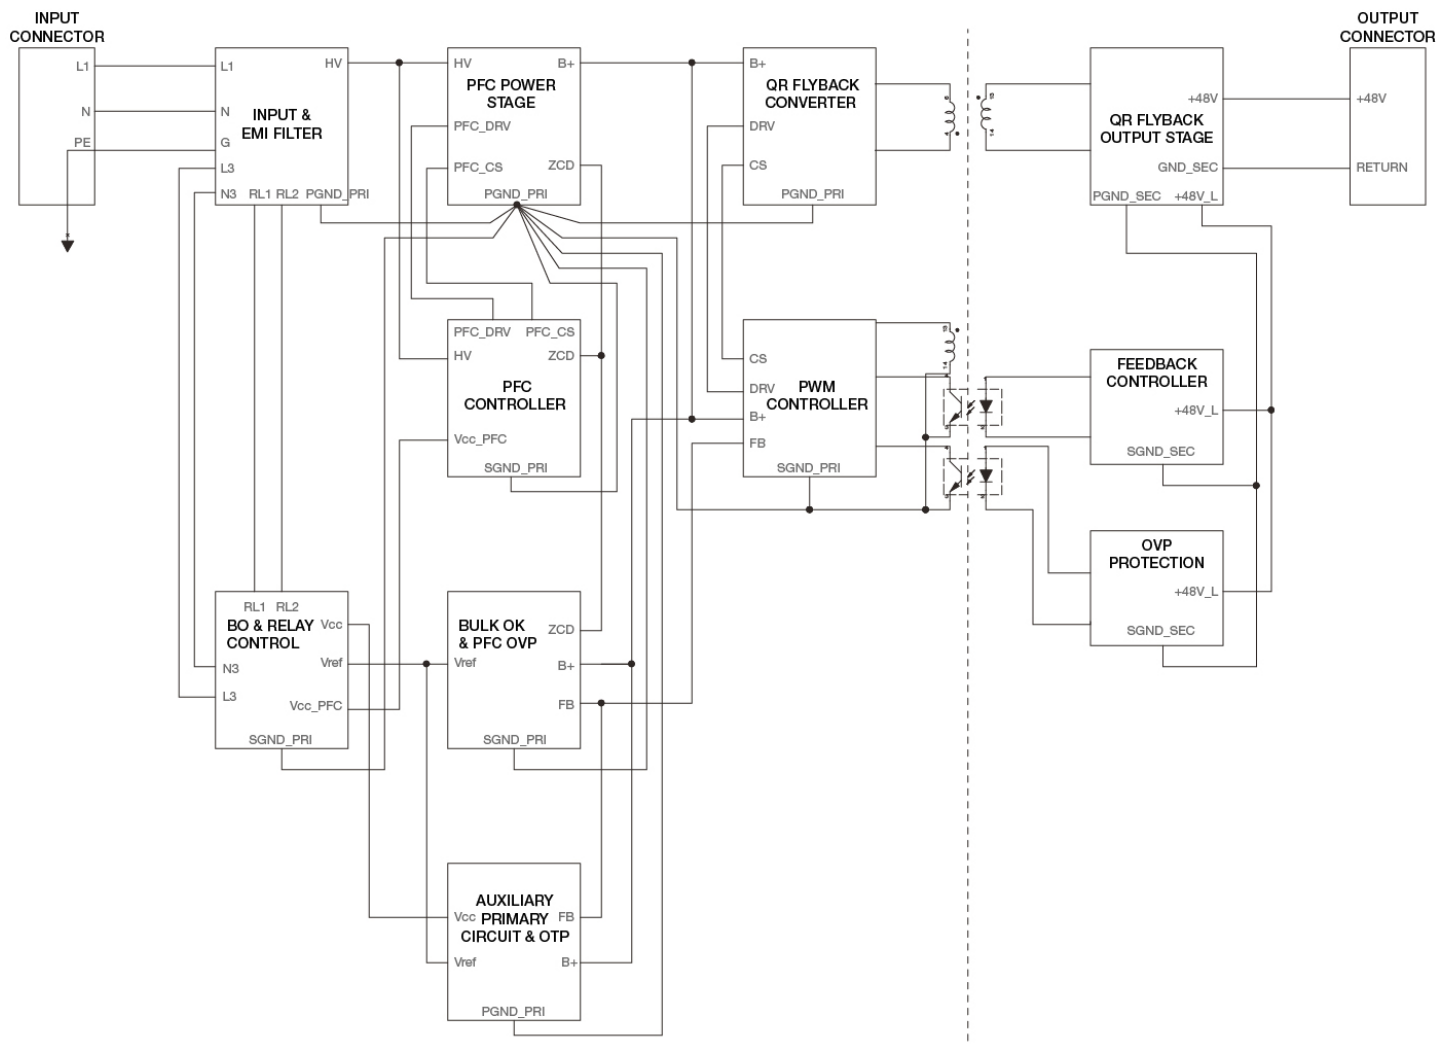 INPUT
CONNECTOR
L1
N
PE
L1
N
G
L3
N3
HV
INPUT &
EMI FILTER
RL1 RL2 PGND_PRI
HV
B+
PFC POWER
STAGE
PFC_DRV
PFC_CS
ZCD
PGND_PRI
B+
QR FLYBACK
CONVERTER
DRV
CS
PGND_PRI
+48V
QR FLYBACK
OUTPUT STAGE
GND_SEC
PGND_SEC +48V_L
OUTPUT
CONNECTOR
+48V
RETURN
PFC_DRV PFC_CS
HV
ZCD
PFC
CONTROLLER
Vcc_PFC
SGND_PRI
CS
DRV
PWM
CONTROLLER
B+
FB
SGND_PRI
FEEDBACK
CONTROLLER
+48V_L
SGND_SEC
OVP
PROTECTION
+48V_L
SGND_SEC
RL1 RL2
BO & RELAY
CONTROL
Vcc
Vref
N3
L3
Vcc_PFC
SGND_PRI
BULK OK
& PFC OVP
ZCD
Vref
B+
FB
SGND_PRI
AUXILIARY
PRIMARY
CIRCUIT & OTP
Vcc
FB
Vref
B+
PGND_PRI